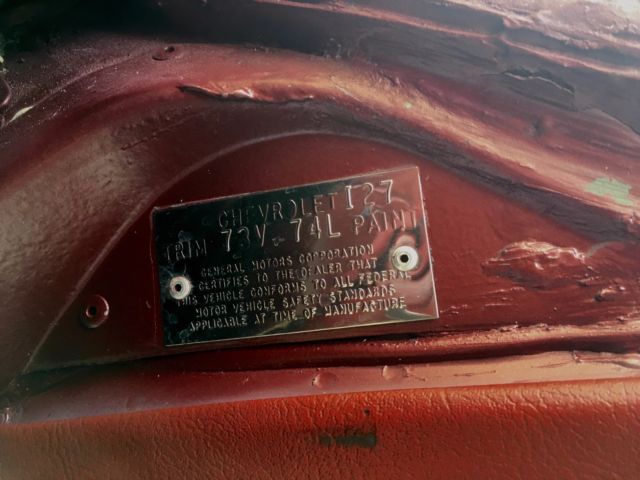 CHEVROLET I27
TRIM 73V 74L PAINT
GENERAL MOTORS CORPORATION
CERTIFIES TO THE DEALER THAT
THIS VEHICLE CONFORMS TO ALL FEDERAL
MOTOR VEHICLE SAFETY STANDARDS
APPLICABLE AT TIME OF MANUFACTURE